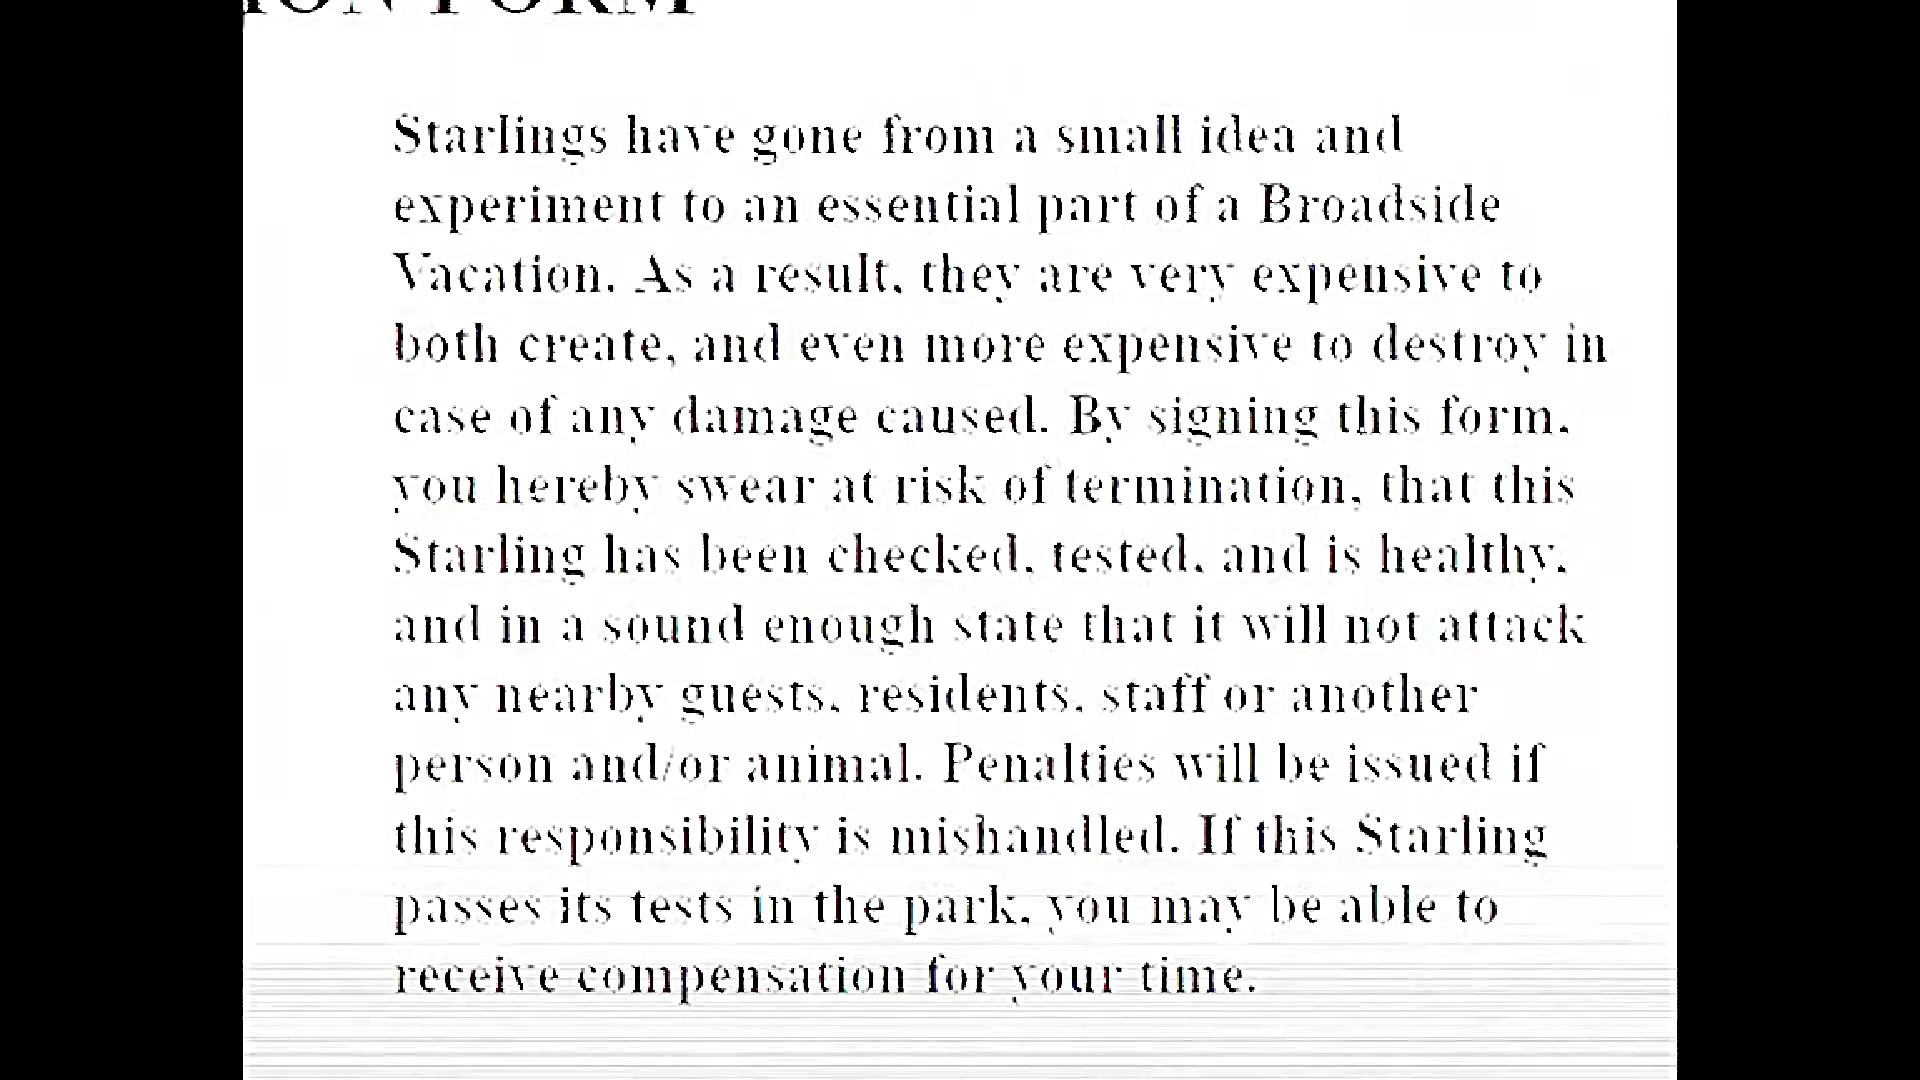 ION FORM
Starlings have gone from a small idea and
experiment to an essential part of a Broadside
Vacation. As a result, they are very expensive to
both create, and even more expensive to destroy in
case of any damage caused. By signing this form,
you hereby swear at risk of termination, that this
Starling has been checked, tested, and is healthy,
and in a sound enough state that it will not attack
any nearby guests, residents, staff or another
person and/or animal. Penalties will be issued if
this responsibility is mishandled. If this Starling
passes its tests in the park, you may be able to
receive compensation for your time.